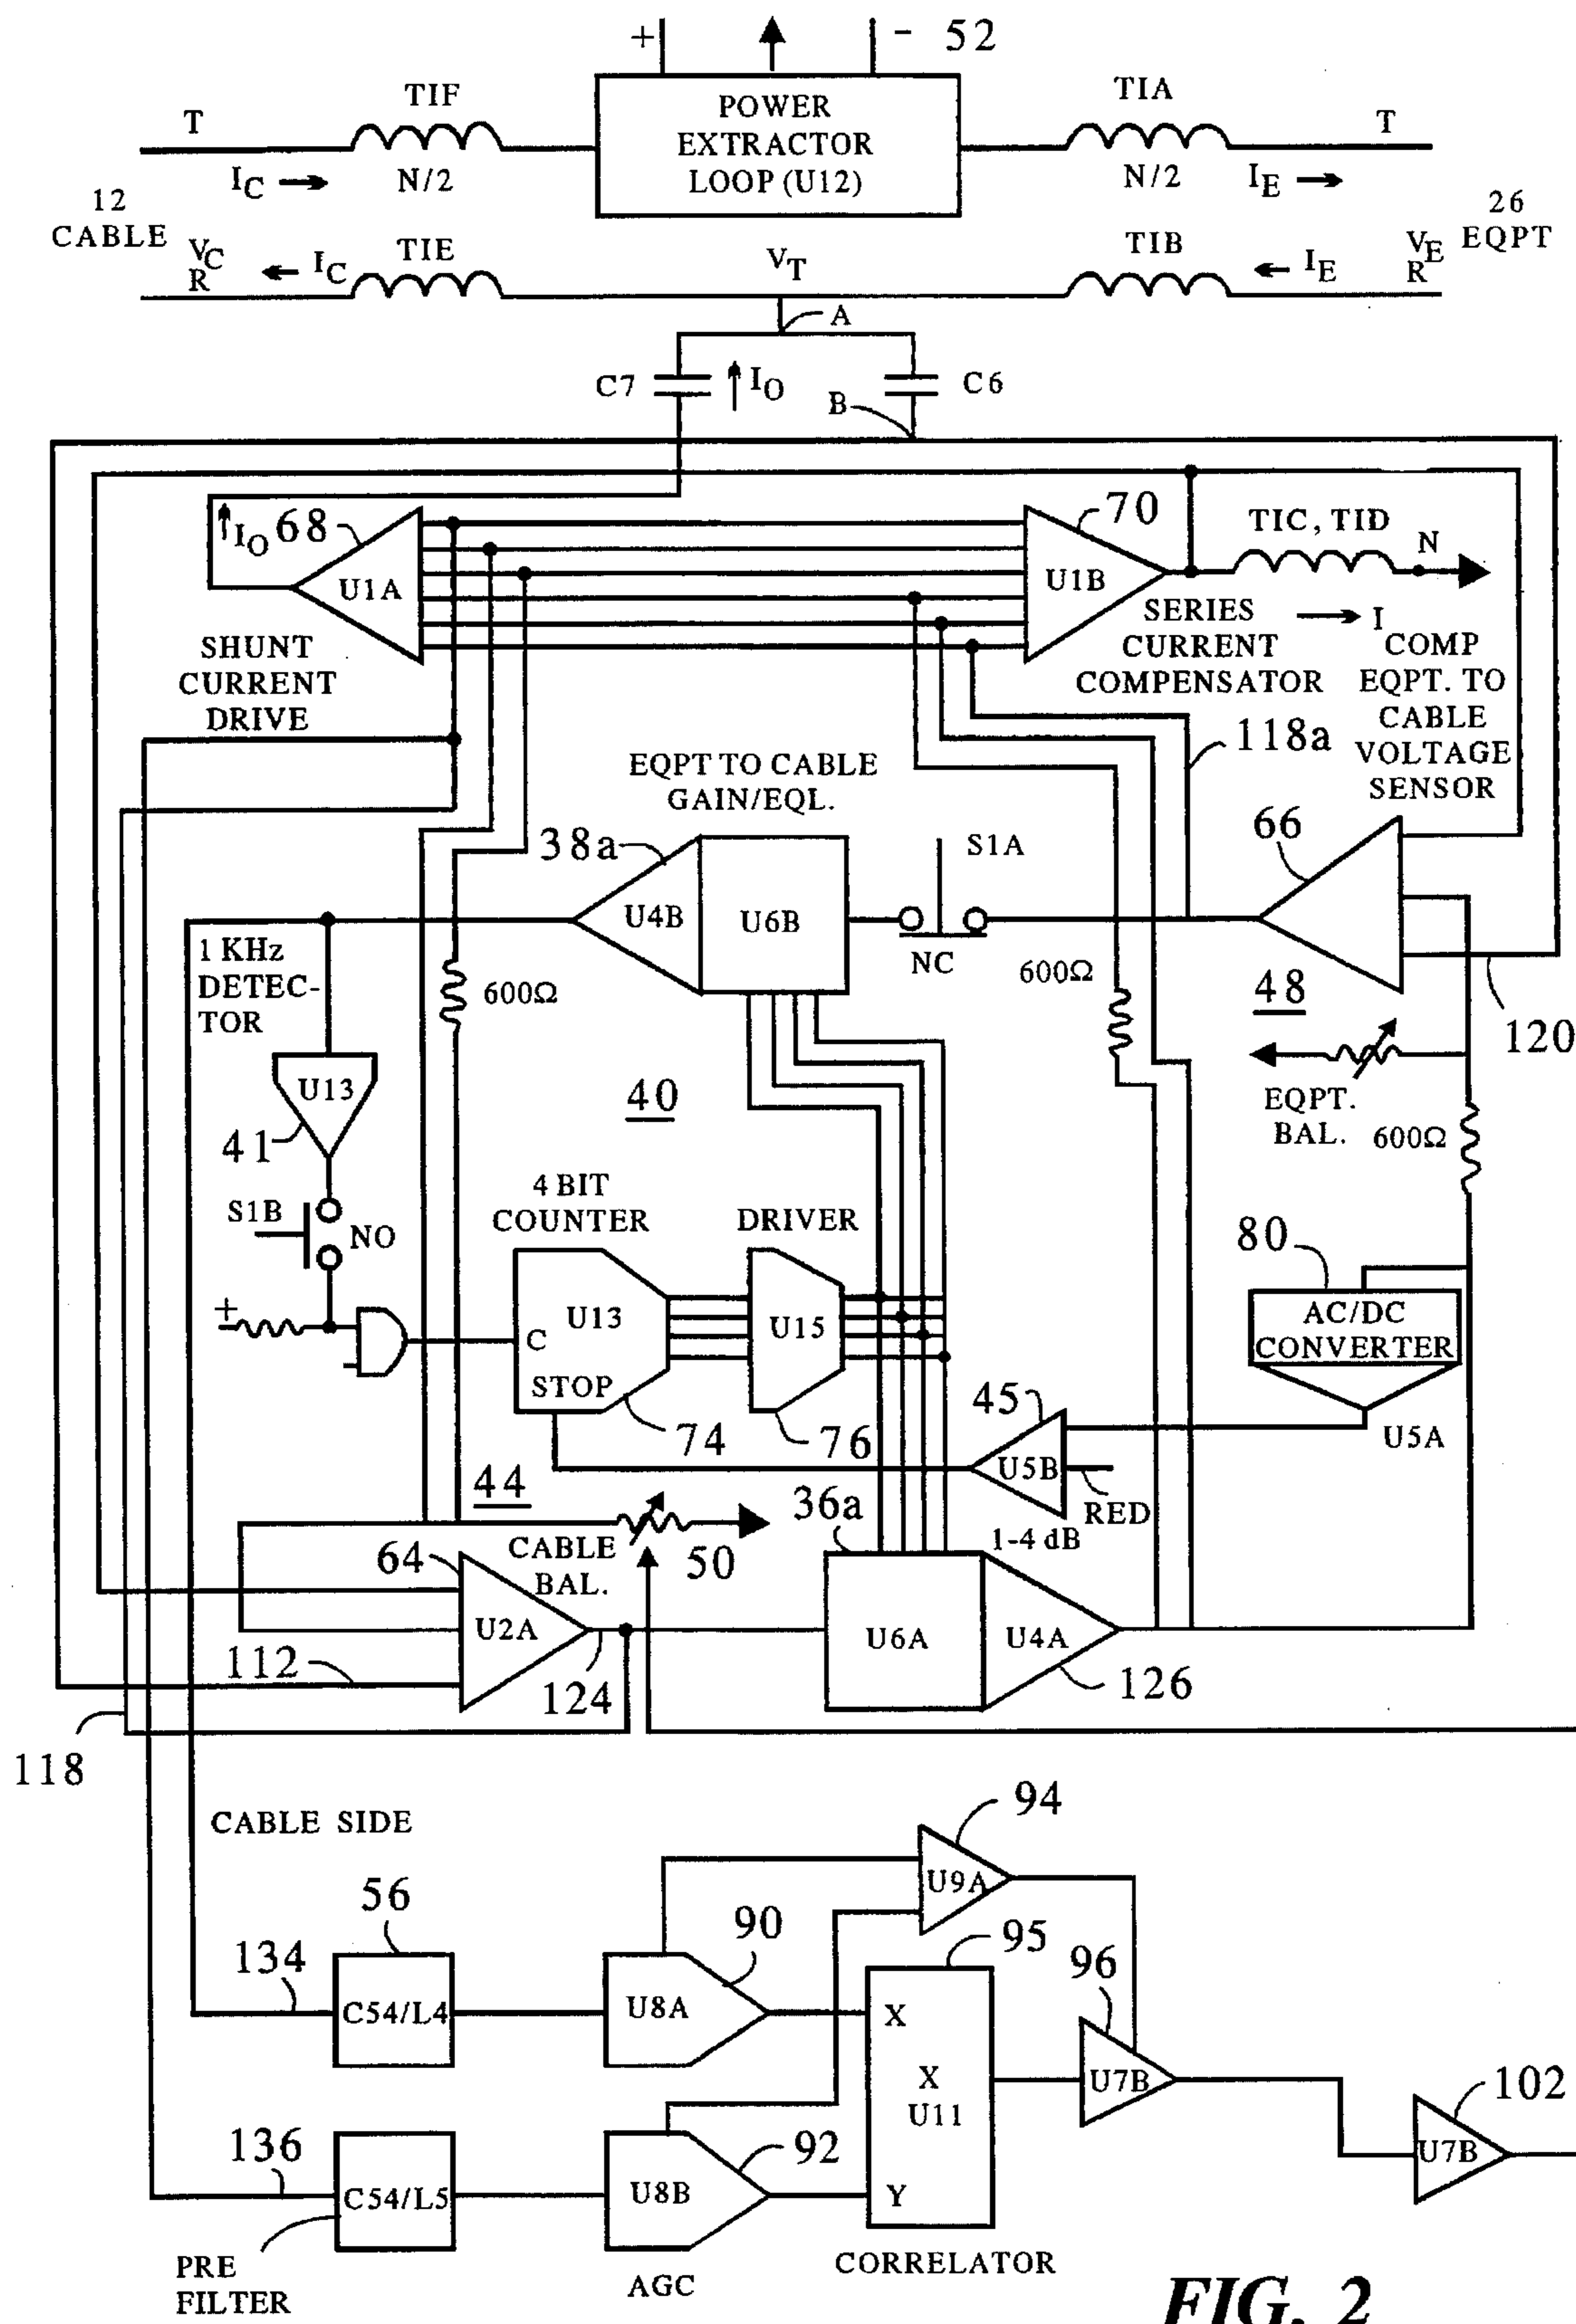 + - 52
T TIF POWER EXTRACTOR LOOP (U12) TIA T
IC N/2 N/2 IE
12 CABLE
26 EQPT
VC R IC TIE VT TIB IE VE R
A
C7 IO C6
B
IO 68 U1A
70 U1B
TIC, TID N
SHUNT CURRENT DRIVE
SERIES CURRENT COMPENSATOR
I COMP
EQPT. TO CABLE VOLTAGE SENSOR
118a
EQPT TO CABLE GAIN/EQL.
38a U4B U6B
S1A
NC
66
1 KHz DETEC-TOR
600Ω
600Ω
48
120
U13
41
40
EQPT. BAL.
600Ω
S1B NO
4 BIT COUNTER
DRIVER
80
+
C U13 STOP
U15
AC/DC CONVERTER
74 76
45 U5B
U5A
RED
44
36a
1-4 dB
64
CABLE BAL.
50
U2A
U6A U4A
112
124
126
118
CABLE SIDE
94
U9A
56
90
95
96
134
C54/L4
U8A
X
X U11
Y
U7B
102
U7B
136
C54/L5
U8B
92
PRE FILTER
AGC
CORRELATOR
FIG. 2